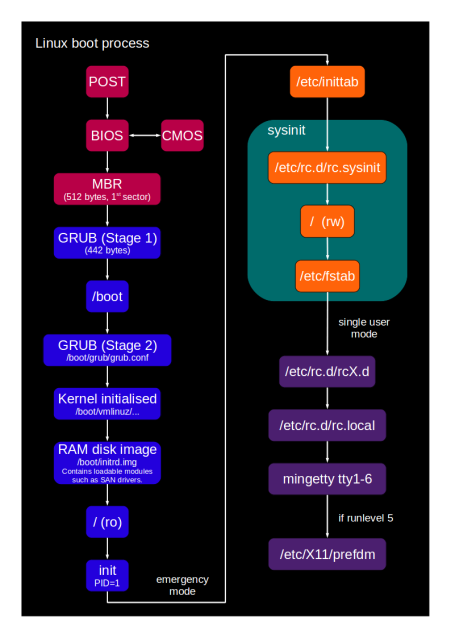 Linux boot process
POST
BIOS
CMOS
MBR
(512 bytes, 1st sector)
GRUB (Stage 1)
(442 bytes)
/boot
GRUB (Stage 2)
/boot/grub/grub.conf
Kernel initialised
/boot/vmlinuz/...
RAM disk image
/boot/initrd.img
Contains loadable modules
such as SAN drivers.
/ (ro)
init
PID=1
emergency
mode
/etc/inittab
sysinit
/etc/rc.d/rc.sysinit
/ (rw)
/etc/fstab
single user
mode
/etc/rc.d/rcX.d
/etc/rc.d/rc.local
mingetty tty1-6
if runlevel 5
/etc/X11/prefdm